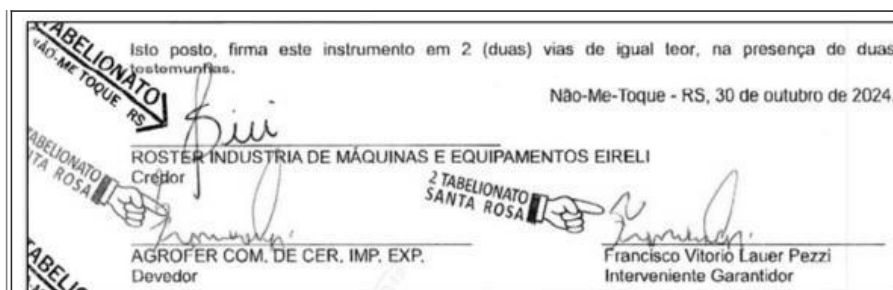 TABELIONATO
NÃO-ME TOQUE - RS
Isto posto, firma este instrumento em 2 (duas) vias de igual teor, na presença de duas
testemunhas.
Não-Me-Toque - RS, 30 de outubro de 2024
ROSTER INDUSTRIA DE MÁQUINAS E EQUIPAMENTOS EIRELI
Credor
TABELIONATO
SANTA ROSA
2 TABELIONATO
SANTA ROSA
AGROFER COM. DE CER. IMP. EXP.
Devedor
Francisco Vitorio Lauer Pezzi
Interveniente Garantidor